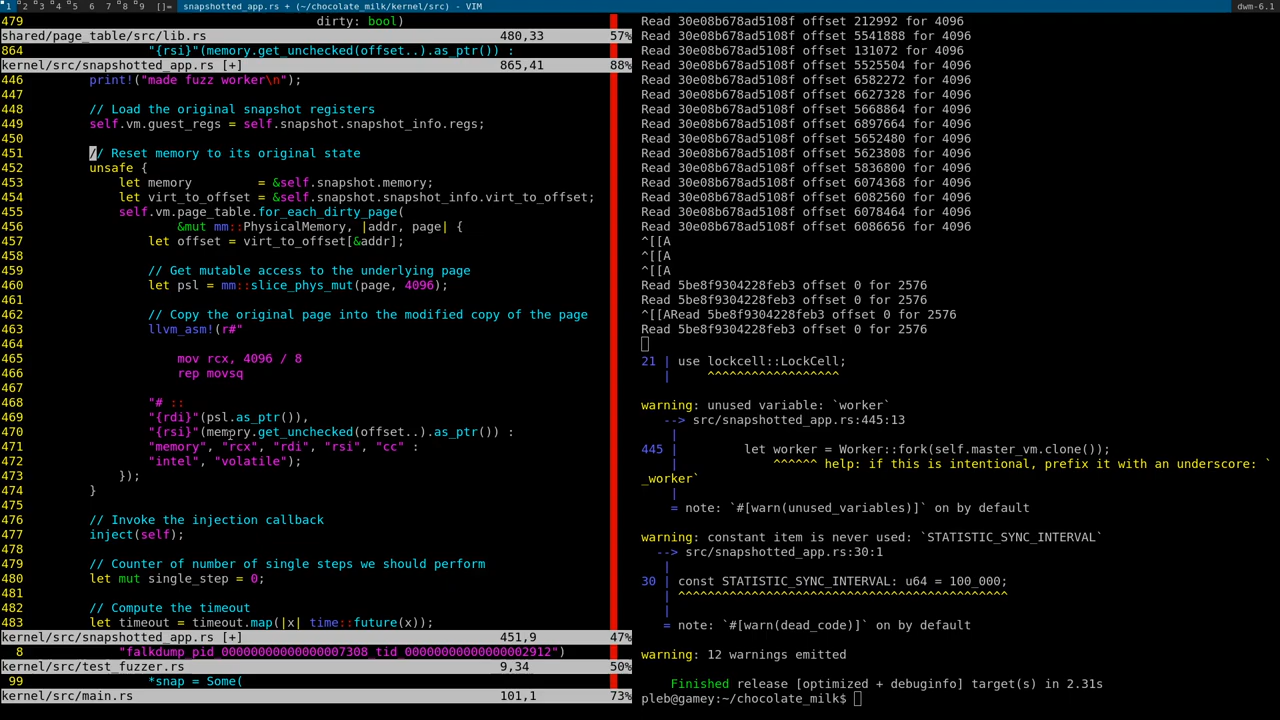 1 2 3 4 5 6 7 8 9 []= snapshotted_app.rs + (~/chocolate_milk/kernel/src) - VIM dwm-6.1
479 dirty: bool)
shared/page_table/src/lib.rs 480,33 57%
864 "{rsi}"(memory.get_unchecked(offset..).as_ptr()) :
kernel/src/snapshotted_app.rs [+] 865,41 88%
446 print!("made fuzz worker\n");
447
448 // Load the original snapshot registers
449 self.vm.guest_regs = self.snapshot.snapshot_info.regs;
450
451 // Reset memory to its original state
452 unsafe {
453 let memory = &self.snapshot.memory;
454 let virt_to_offset = &self.snapshot.snapshot_info.virt_to_offset;
455 self.vm.page_table.for_each_dirty_page(
456 &mut mm::PhysicalMemory, |addr, page| {
457 let offset = virt_to_offset[&addr];
458
459 // Get mutable access to the underlying page
460 let psl = mm::slice_phys_mut(page, 4096);
461
462 // Copy the original page into the modified copy of the page
463 llvm_asm!(r#"
464
465 mov rcx, 4096 / 8
466 rep movsq
467
468 "# ::
469 "{rdi}"(psl.as_ptr()),
470 "{rsi}"(memory.get_unchecked(offset..).as_ptr()) :
471 "memory", "rcx", "rdi", "rsi", "cc" :
472 "intel", "volatile");
473 });
474 }
475
476 // Invoke the injection callback
477 inject(self);
478
479 // Counter of number of single steps we should perform
480 let mut single_step = 0;
481
482 // Compute the timeout
483 let timeout = timeout.map(|x| time::future(x));
kernel/src/snapshotted_app.rs [+] 451,9 47%
8 "falkdump_pid_00000000000000007308_tid_00000000000000002912")
kernel/src/test_fuzzer.rs 9,34 50%
99 *snap = Some(
kernel/src/main.rs 101,1 73%
Read 30e08b678ad5108f offset 212992 for 4096
Read 30e08b678ad5108f offset 5541888 for 4096
Read 30e08b678ad5108f offset 131072 for 4096
Read 30e08b678ad5108f offset 5525504 for 4096
Read 30e08b678ad5108f offset 6582272 for 4096
Read 30e08b678ad5108f offset 6627328 for 4096
Read 30e08b678ad5108f offset 5668864 for 4096
Read 30e08b678ad5108f offset 6897664 for 4096
Read 30e08b678ad5108f offset 5652480 for 4096
Read 30e08b678ad5108f offset 5623808 for 4096
Read 30e08b678ad5108f offset 5836800 for 4096
Read 30e08b678ad5108f offset 6074368 for 4096
Read 30e08b678ad5108f offset 6082560 for 4096
Read 30e08b678ad5108f offset 6078464 for 4096
Read 30e08b678ad5108f offset 6086656 for 4096
^[[A
^[[A
^[[A
Read 5be8f9304228feb3 offset 0 for 2576
Read 5be8f9304228feb3 offset 0 for 2576
^[[ARead 5be8f9304228feb3 offset 0 for 2576
Read 5be8f9304228feb3 offset 0 for 2576
21 | use lockcell::LockCell;
| ^^^^^^^^^^^^^^^^^^
warning: unused variable: `worker`
--> src/snapshotted_app.rs:445:13
|
445 | let worker = Worker::fork(self.master_vm.clone());
| ^^^^^^ help: if this is intentional, prefix it with an underscore: `
_worker`
|
= note: `#[warn(unused_variables)]` on by default
warning: constant item is never used: `STATISTIC_SYNC_INTERVAL`
--> src/snapshotted_app.rs:30:1
|
30 | const STATISTIC_SYNC_INTERVAL: u64 = 100_000;
| ^^^^^^^^^^^^^^^^^^^^^^^^^^^^^^^^^^^^^^^^^^^^^
|
= note: `#[warn(dead_code)]` on by default
warning: 12 warnings emitted
Finished release [optimized + debuginfo] target(s) in 2.31s
pleb@gamey:~/chocolate_milk$